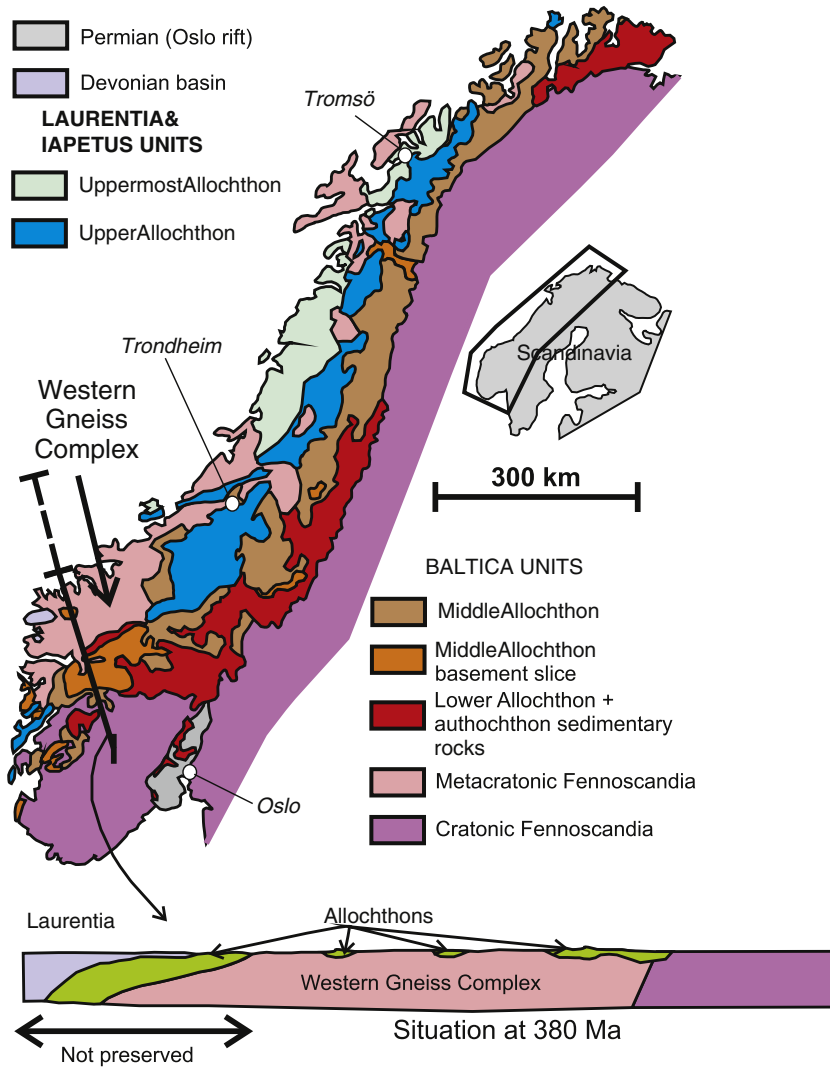 Permian (Oslo rift)
Devonian basin
LAURENTIA&
IAPETUS UNITS
UppermostAllochthon
UpperAllochthon
Tromsö
Trondheim
Western
Gneiss
Complex
Scandinavia
300 km
BALTICA UNITS
MiddleAllochthon
MiddleAllochthon
basement slice
Lower Allochthon +
authochthon sedimentary
rocks
Metacratonic Fennoscandia
Cratonic Fennoscandia
Oslo
Laurentia
Allochthons
Western Gneiss Complex
Situation at 380 Ma
Not preserved